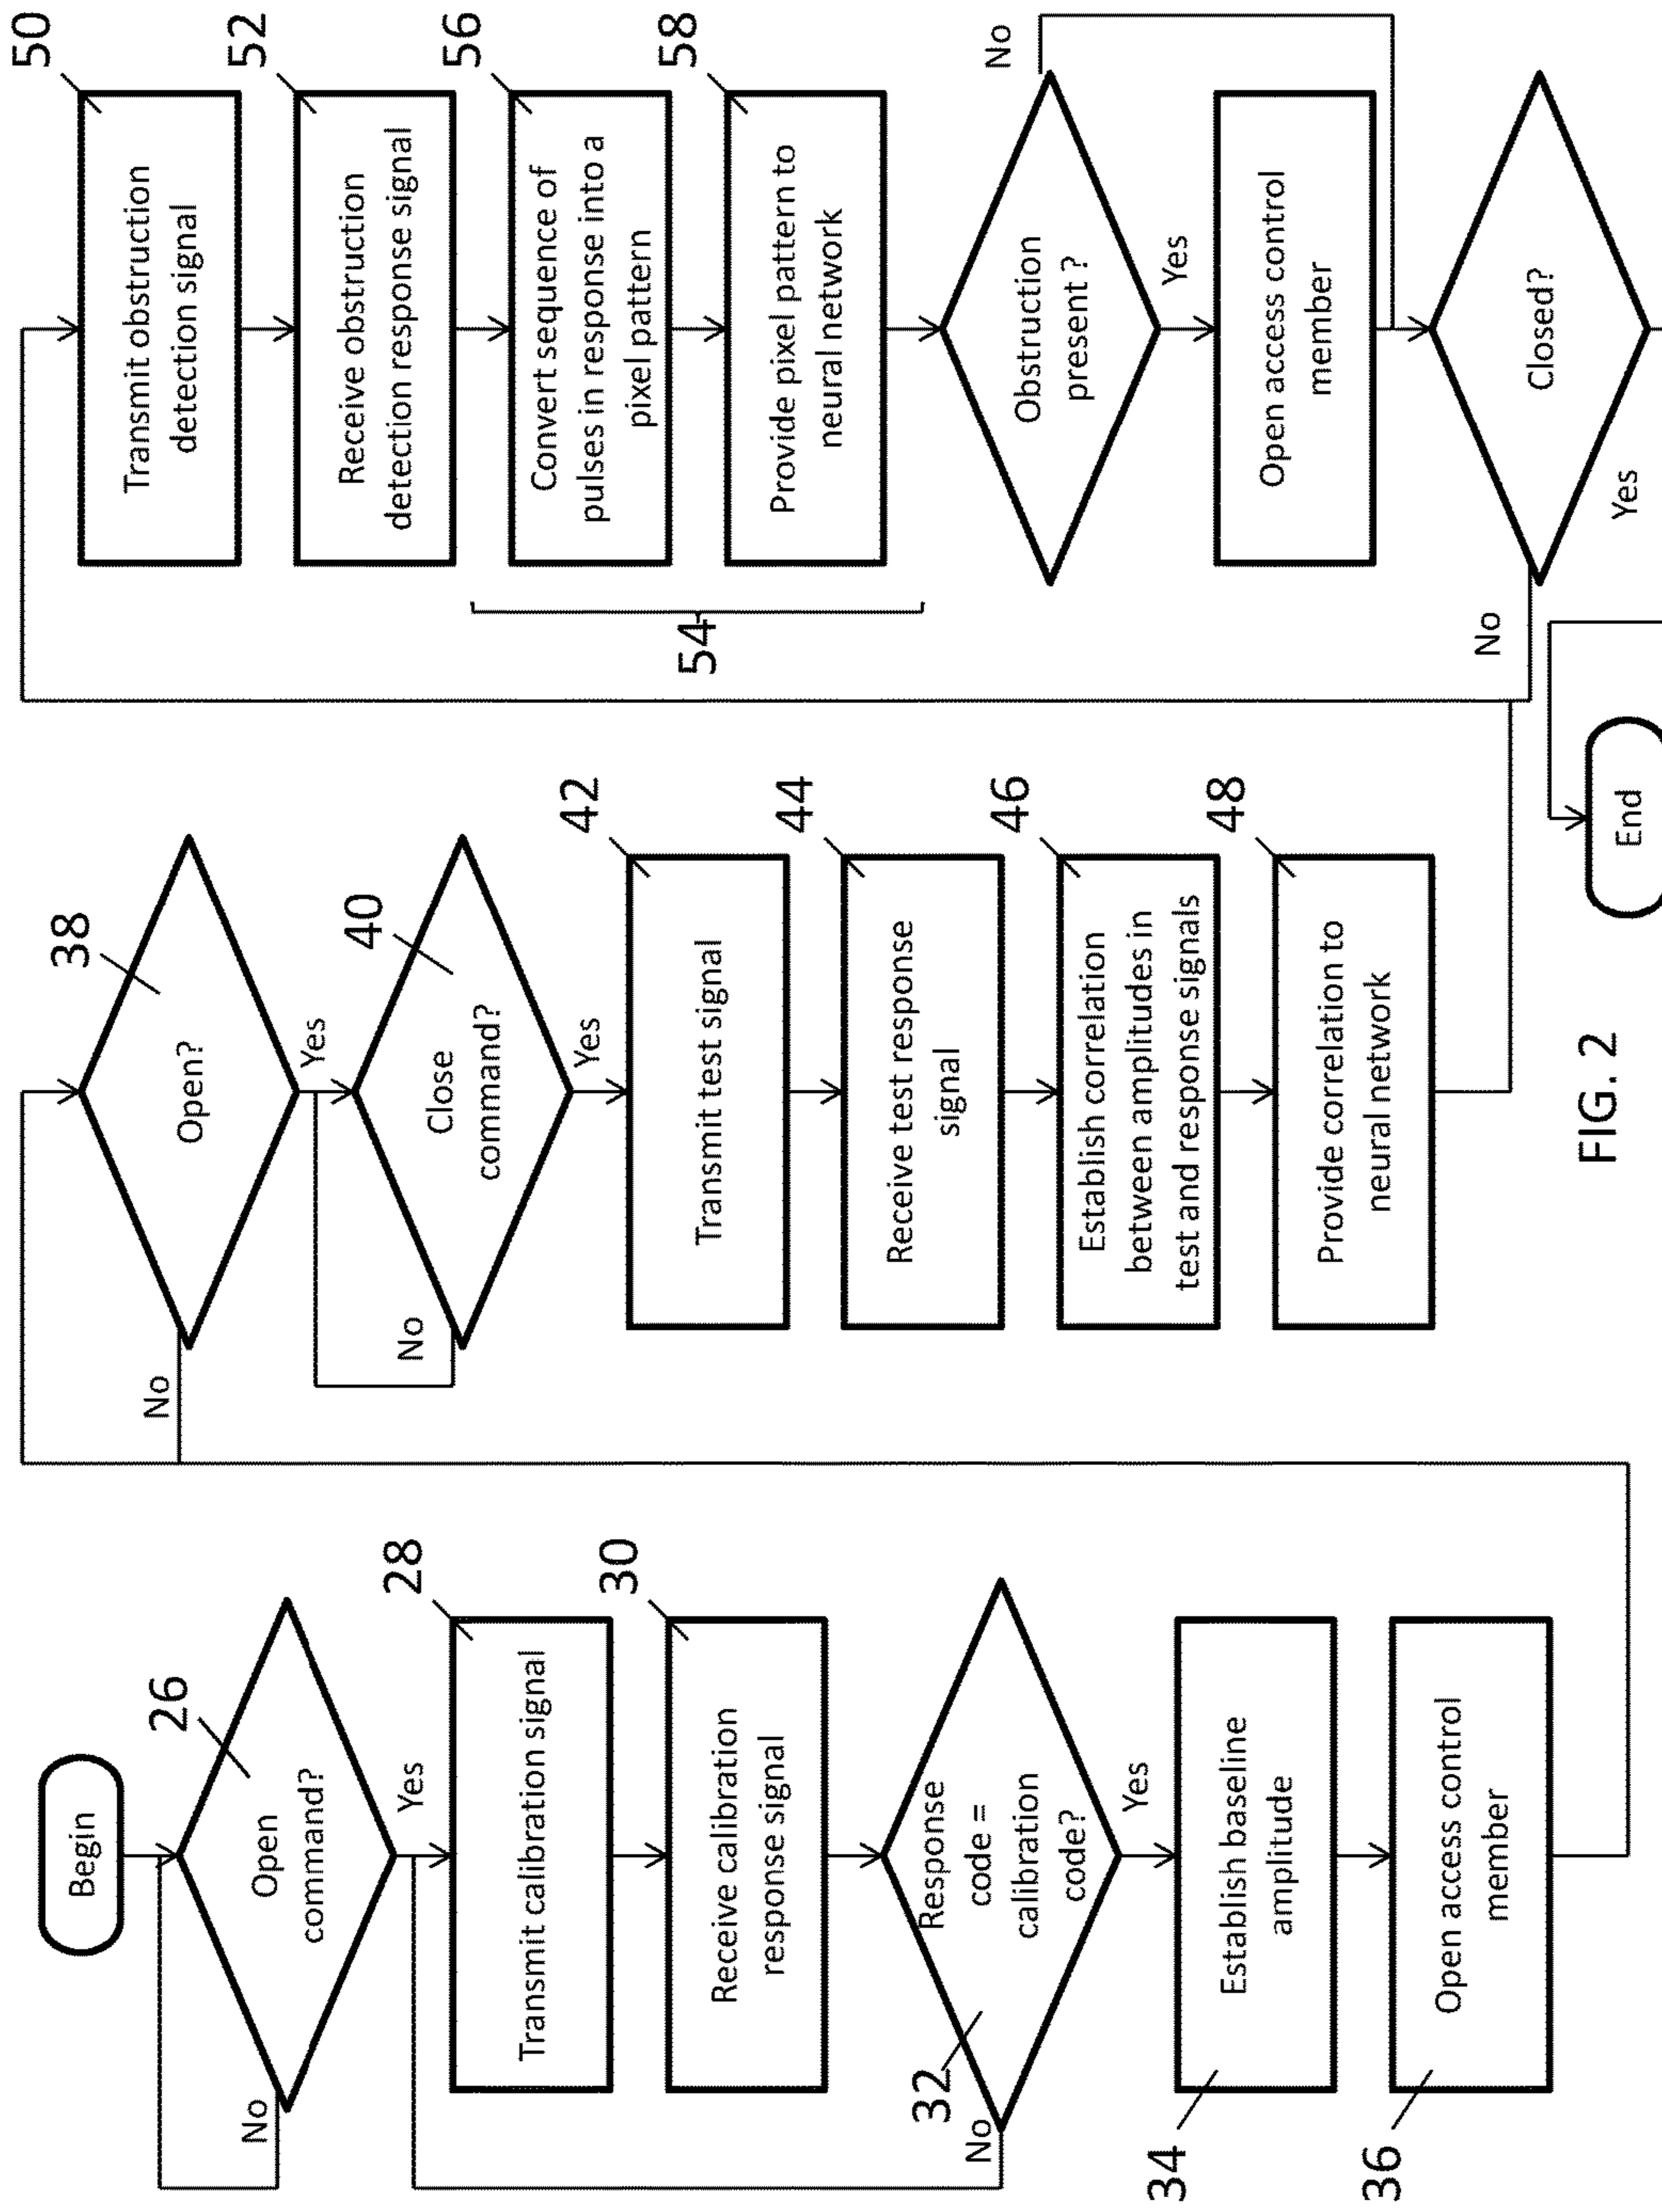 Begin
26
Open
command?
No
Yes
28
Transmit calibration signal
30
Receive calibration
response signal
32
Response
code =
calibration
code?
No
Yes
34
Establish baseline
amplitude
36
Open access control
member
38
Open?
No
Yes
40
Close
command?
No
Yes
42
Transmit test signal
44
Receive test response
signal
46
Establish correlation
between amplitudes in
test and response signals
48
Provide correlation to
neural network
50
Transmit obstruction
detection signal
52
Receive obstruction
detection response signal
54
56
Convert sequence of
pulses in response into a
pixel pattern
58
Provide pixel pattern to
neural network
Obstruction
present ?
No
Yes
Open access control
member
Closed?
No
Yes
End
FIG. 2